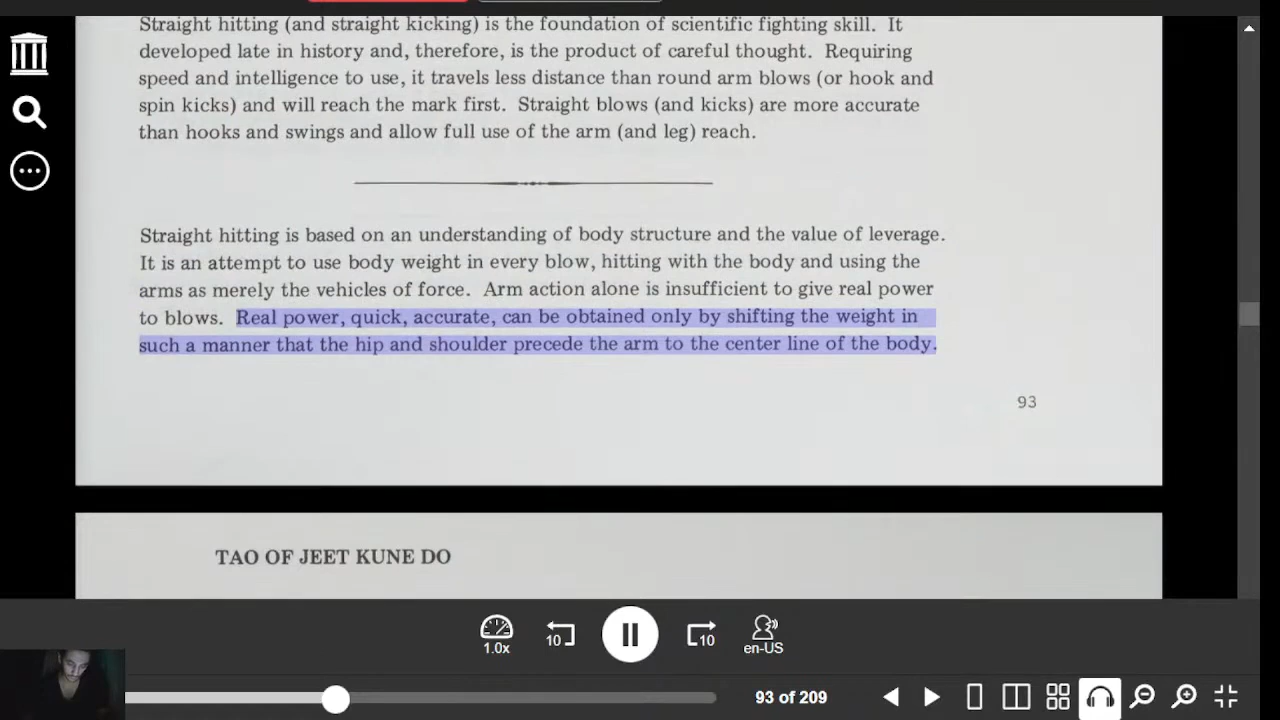 Straight hitting (and straight kicking) is the foundation of scientific fighting skill. It
developed late in history and, therefore, is the product of careful thought. Requiring
speed and intelligence to use, it travels less distance than round arm blows (or hook and
spin kicks) and will reach the mark first. Straight blows (and kicks) are more accurate
than hooks and swings and allow full use of the arm (and leg) reach.
Straight hitting is based on an understanding of body structure and the value of leverage.
It is an attempt to use body weight in every blow, hitting with the body and using the
arms as merely the vehicles of force. Arm action alone is insufficient to give real power
to blows. Real power, quick, accurate, can be obtained only by shifting the weight in
such a manner that the hip and shoulder precede the arm to the center line of the body.
93
TAO OF JEET KUNE DO
1.0x
10
10
en-US
93 of 209